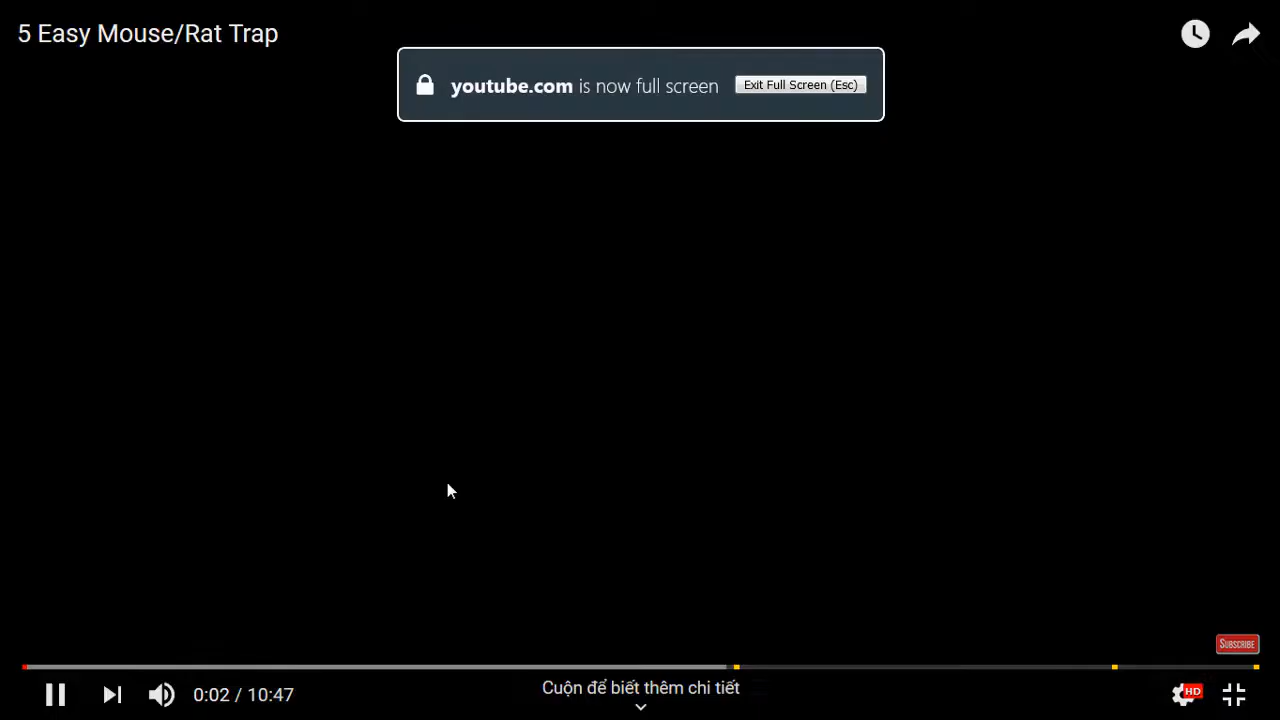 5 Easy Mouse/Rat Trap
youtube.com is now full screen
Exit Full Screen (Esc)
SUBSCRIBE
0:02 / 10:47
Cuộn để biết thêm chi tiết
HD